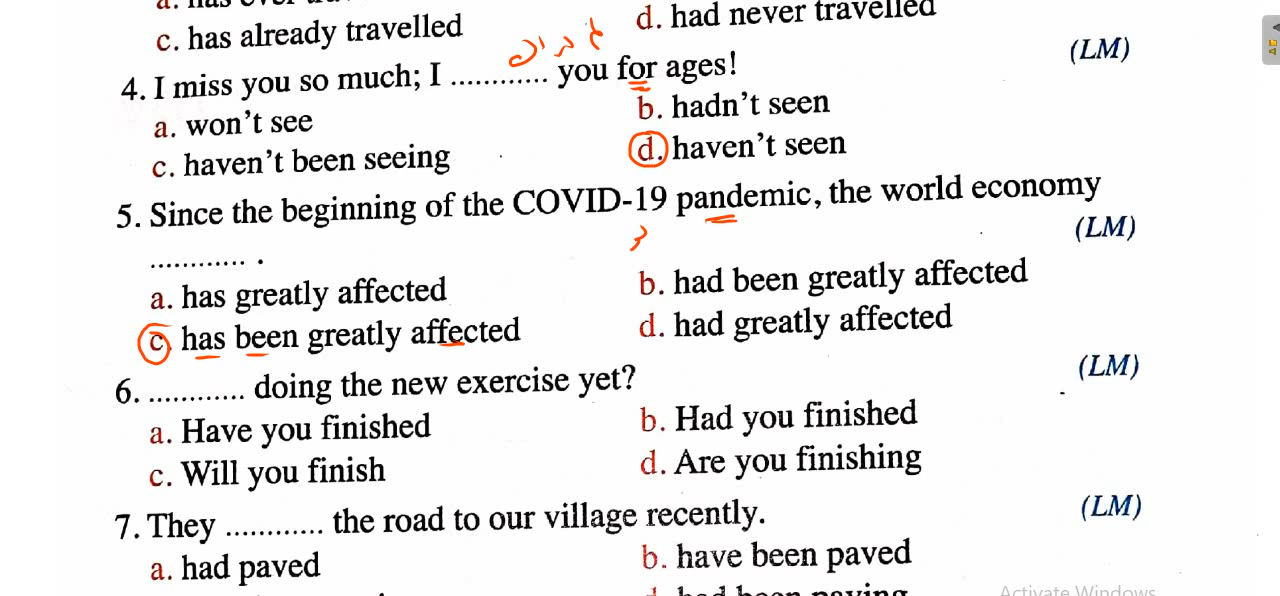 c. has already travelled
d. had never travelled
4. I miss you so much; I ............ you for ages!
(LM)
a. won't see
b. hadn't seen
c. haven't been seeing
d. haven't seen
5. Since the beginning of the COVID-19 pandemic, the world economy
............. .
(LM)
a. has greatly affected
b. had been greatly affected
c. has been greatly affected
d. had greatly affected
6. ............ doing the new exercise yet?
(LM)
a. Have you finished
b. Had you finished
c. Will you finish
d. Are you finishing
7. They ............ the road to our village recently.
(LM)
a. had paved
b. have been paved
Activate Windows